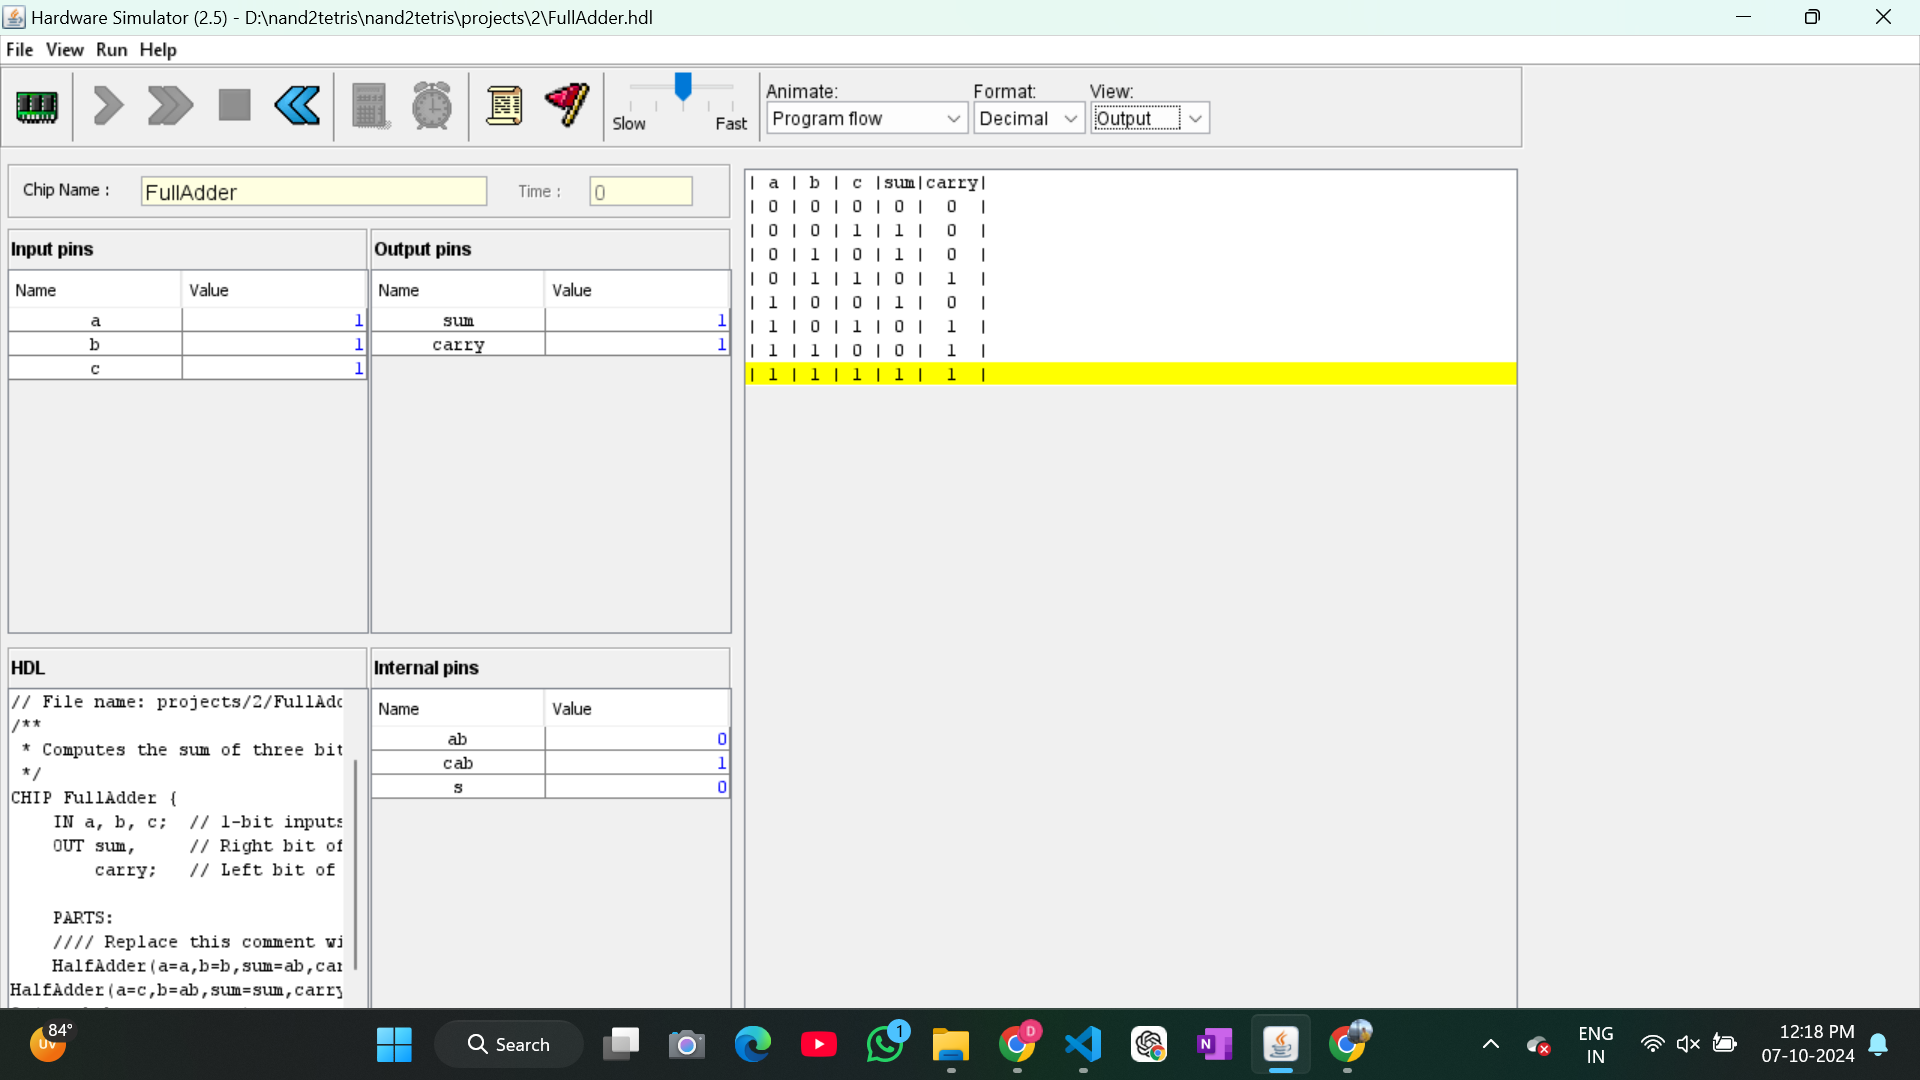 Hardware Simulator (2.5) - D:\nand2tetris\nand2tetris\projects\2\FullAdder.hdl
File View Run Help
Slow Fast
Animate: Format: View:
Program flow Decimal Output
Chip Name : FullAdder Time : 0
Input pins
Name Value
a 1
b 1
c 1
Output pins
Name Value
sum 1
carry 1
| a | b | c |sum|carry|
| 0 | 0 | 0 | 0 | 0 |
| 0 | 0 | 1 | 1 | 0 |
| 0 | 1 | 0 | 1 | 0 |
| 0 | 1 | 1 | 0 | 1 |
| 1 | 0 | 0 | 1 | 0 |
| 1 | 0 | 1 | 0 | 1 |
| 1 | 1 | 0 | 0 | 1 |
| 1 | 1 | 1 | 1 | 1 |
HDL
// File name: projects/2/FullAdd
/**
* Computes the sum of three bit
*/
CHIP FullAdder {
IN a, b, c; // 1-bit inputs
OUT sum, // Right bit of
carry; // Left bit of
PARTS:
//// Replace this comment wi
HalfAdder(a=a,b=b,sum=ab,car
HalfAdder(a=c,b=ab,sum=sum,carry
Internal pins
Name Value
ab 0
cab 1
s 0
84°
UV
Search
1
D
N
ENG
IN
12:18 PM
07-10-2024